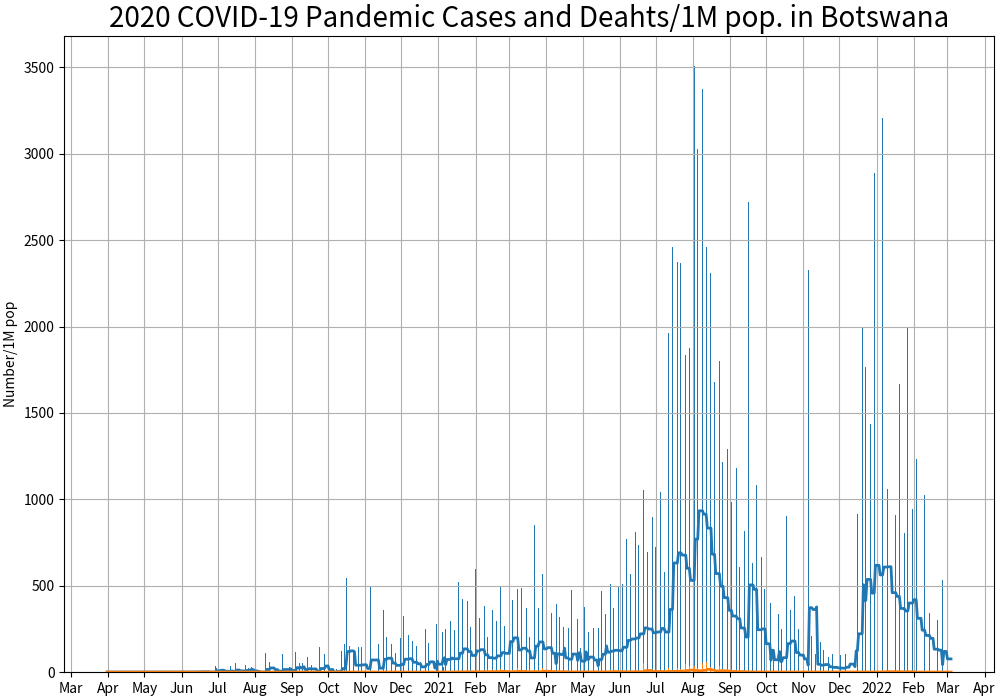 2020 COVID-19 Pandemic Cases and Deahts/1M pop. in Botswana
Number/1M pop
3500
3000
2500
2000
1500
1000
500
0
Mar Apr May Jun Jul Aug Sep Oct Nov Dec 2021 Feb Mar Apr May Jun Jul Aug Sep Oct Nov Dec 2022 Feb Mar Apr